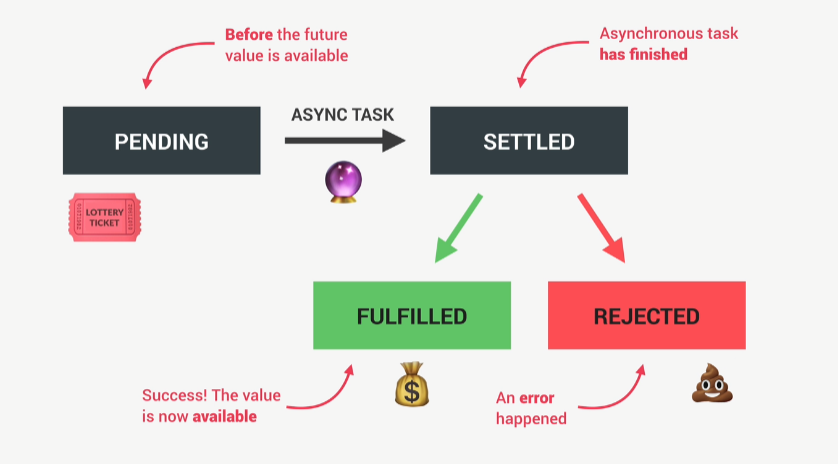 Before the future
value is available
Asynchronous task
has finished
PENDING
ASYNC TASK
SETTLED
LOTTERY
TICKET
FULFILLED
REJECTED
$
Success! The value
is now available
An error
happened